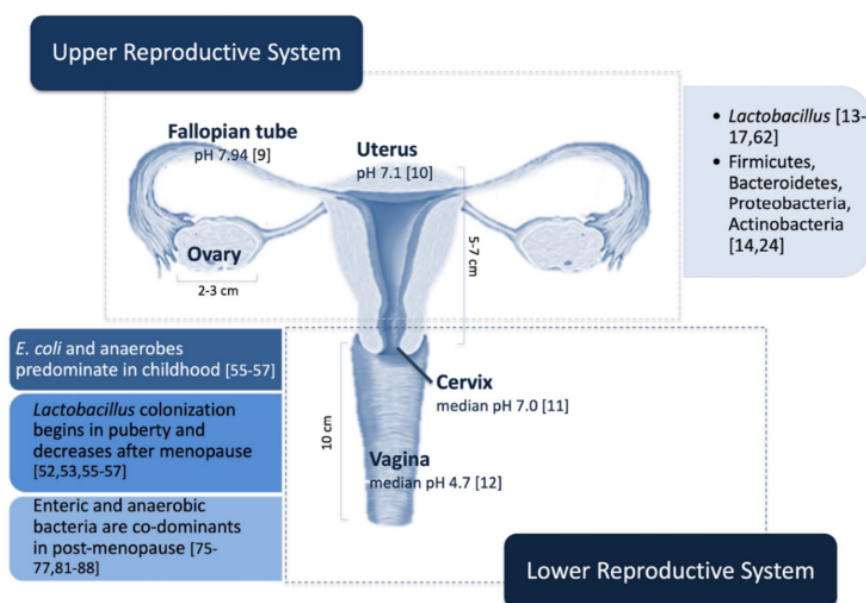 Upper Reproductive System
Fallopian tube
pH 7.94 [9]
Uterus
pH 7.1 [10]
Ovary
2-3 cm
5-7 cm
• Lactobacillus [13-
17,62]
• Firmicutes,
Bacteroidetes,
Proteobacteria,
Actinobacteria
[14,24]
E. coli and anaerobes
predominate in childhood [55-57]
Lactobacillus colonization
begins in puberty and
decreases after menopause
[52,53,55-57]
Enteric and anaerobic
bacteria are co-dominants
in post-menopause [75-
77,81-88]
Cervix
median pH 7.0 [11]
10 cm
Vagina
median pH 4.7 [12]
Lower Reproductive System